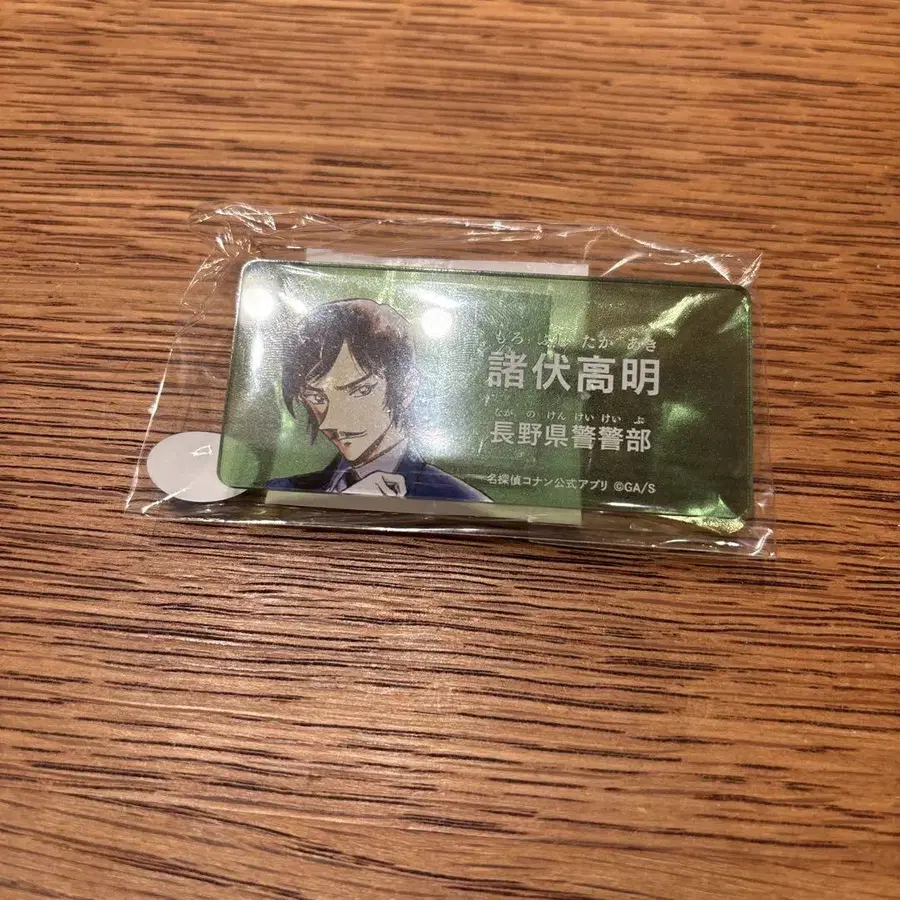 もろ ふし たか あき
諸伏高明
なが の けん けい けい ぶ
長野県警警部
名探偵コナン公式アプリ ©GA/S